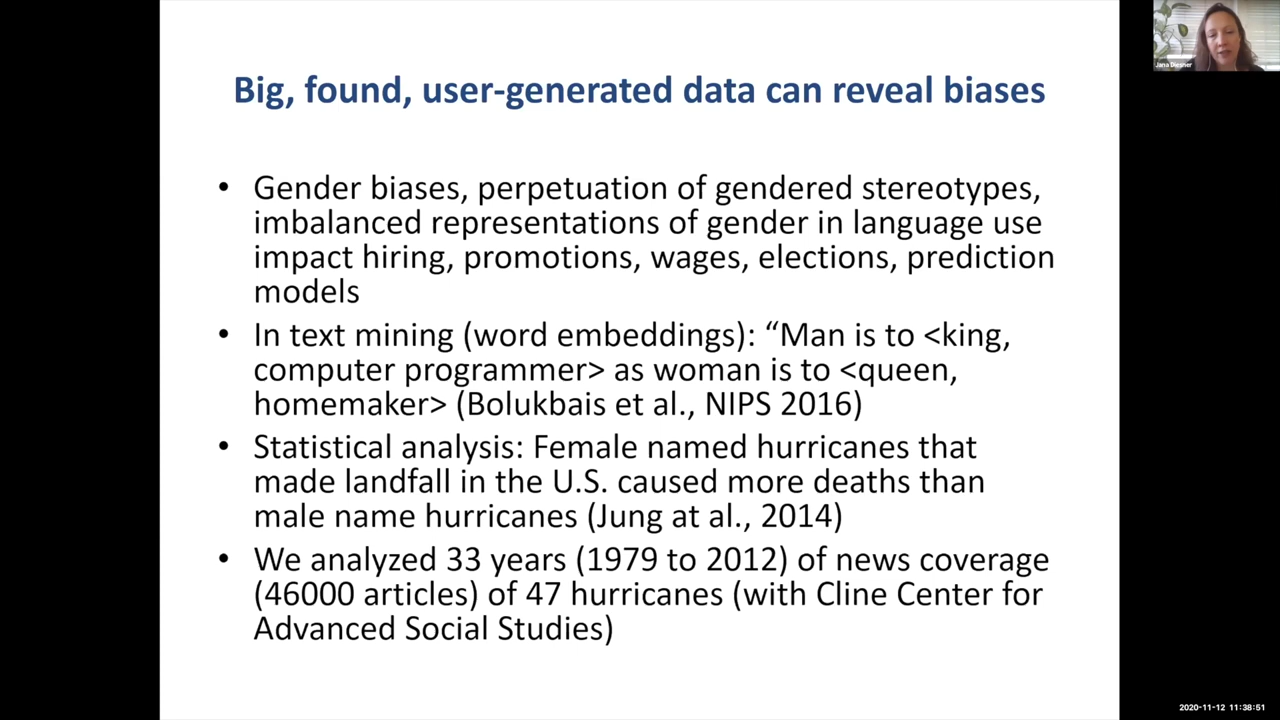 Big, found, user-generated data can reveal biases
• Gender biases, perpetuation of gendered stereotypes,
imbalanced representations of gender in language use
impact hiring, promotions, wages, elections, prediction
models
• In text mining (word embeddings): “Man is to <king,
computer programmer> as woman is to <queen,
homemaker> (Bolukbais et al., NIPS 2016)
• Statistical analysis: Female named hurricanes that
made landfall in the U.S. caused more deaths than
male name hurricanes (Jung at al., 2014)
• We analyzed 33 years (1979 to 2012) of news coverage
(46000 articles) of 47 hurricanes (with Cline Center for
Advanced Social Studies)
Jana Diesner
2020-11-12 11:38:51